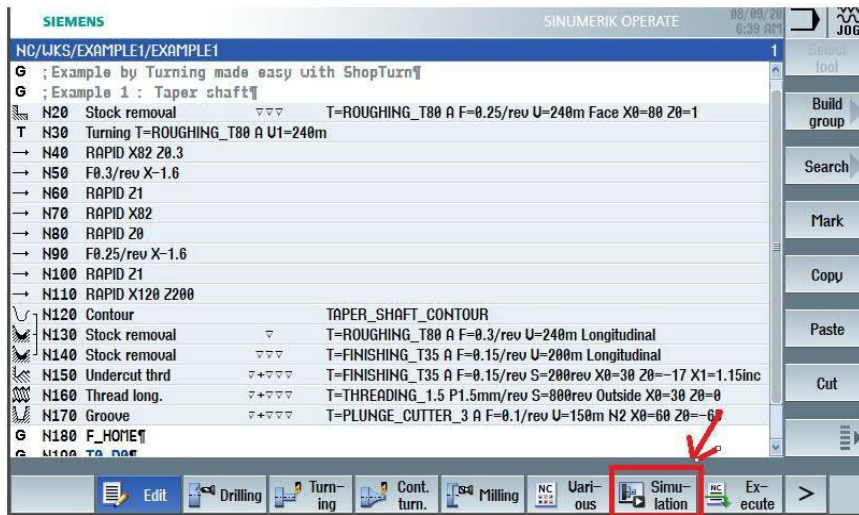 SIEMENS
SINUMERIK OPERATE
08/09/20
6:39 AM
JOG
NC/WKS/EXAMPLE1/EXAMPLE1
1
Select tool
G ;Example by Turning made easy with ShopTurn¶
G ;Example 1 : Taper shaft¶
N20 Stock removal ▽▽▽ T=ROUGHING_T80 A F=0.25/rev U=240m Face X0=80 Z0=1
T N30 Turning T=ROUGHING_T80 A U1=240m
→ N40 RAPID X82 Z0.3
→ N50 F0.3/rev X-1.6
→ N60 RAPID Z1
→ N70 RAPID X82
→ N80 RAPID Z0
→ N90 F0.25/rev X-1.6
→ N100 RAPID Z1
→ N110 RAPID X120 Z200
N120 Contour TAPER_SHAFT_CONTOUR
N130 Stock removal ▽ T=ROUGHING_T80 A F=0.3/rev U=240m Longitudinal
N140 Stock removal ▽▽▽ T=FINISHING_T35 A F=0.15/rev U=200m Longitudinal
N150 Undercut thrd ▽+▽▽▽ T=FINISHING_T35 A F=0.15/rev S=200rev X0=30 Z0=-17 X1=1.15inc
N160 Thread long. ▽+▽▽▽ T=THREADING_1.5 P1.5mm/rev S=800rev Outside X0=30 Z0=0
N170 Groove ▽+▽▽▽ T=PLUNGE_CUTTER_3 A F=0.1/rev U=150m N2 X0=60 Z0=-6
G N180 F_HOME¶
G N190 T0 D0¶
Build group
Search
Mark
Copy
Paste
Cut
Edit
Drilling
Turn-
ing
Cont.
turn.
Milling
NC
Vari-
ous
Simu-
lation
NC
Ex-
ecute
>